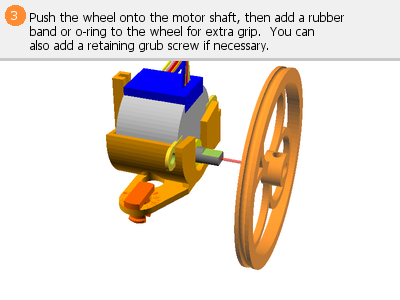 3 Push the wheel onto the motor shaft, then add a rubber
band or o-ring to the wheel for extra grip.  You can
also add a retaining grub screw if necessary.